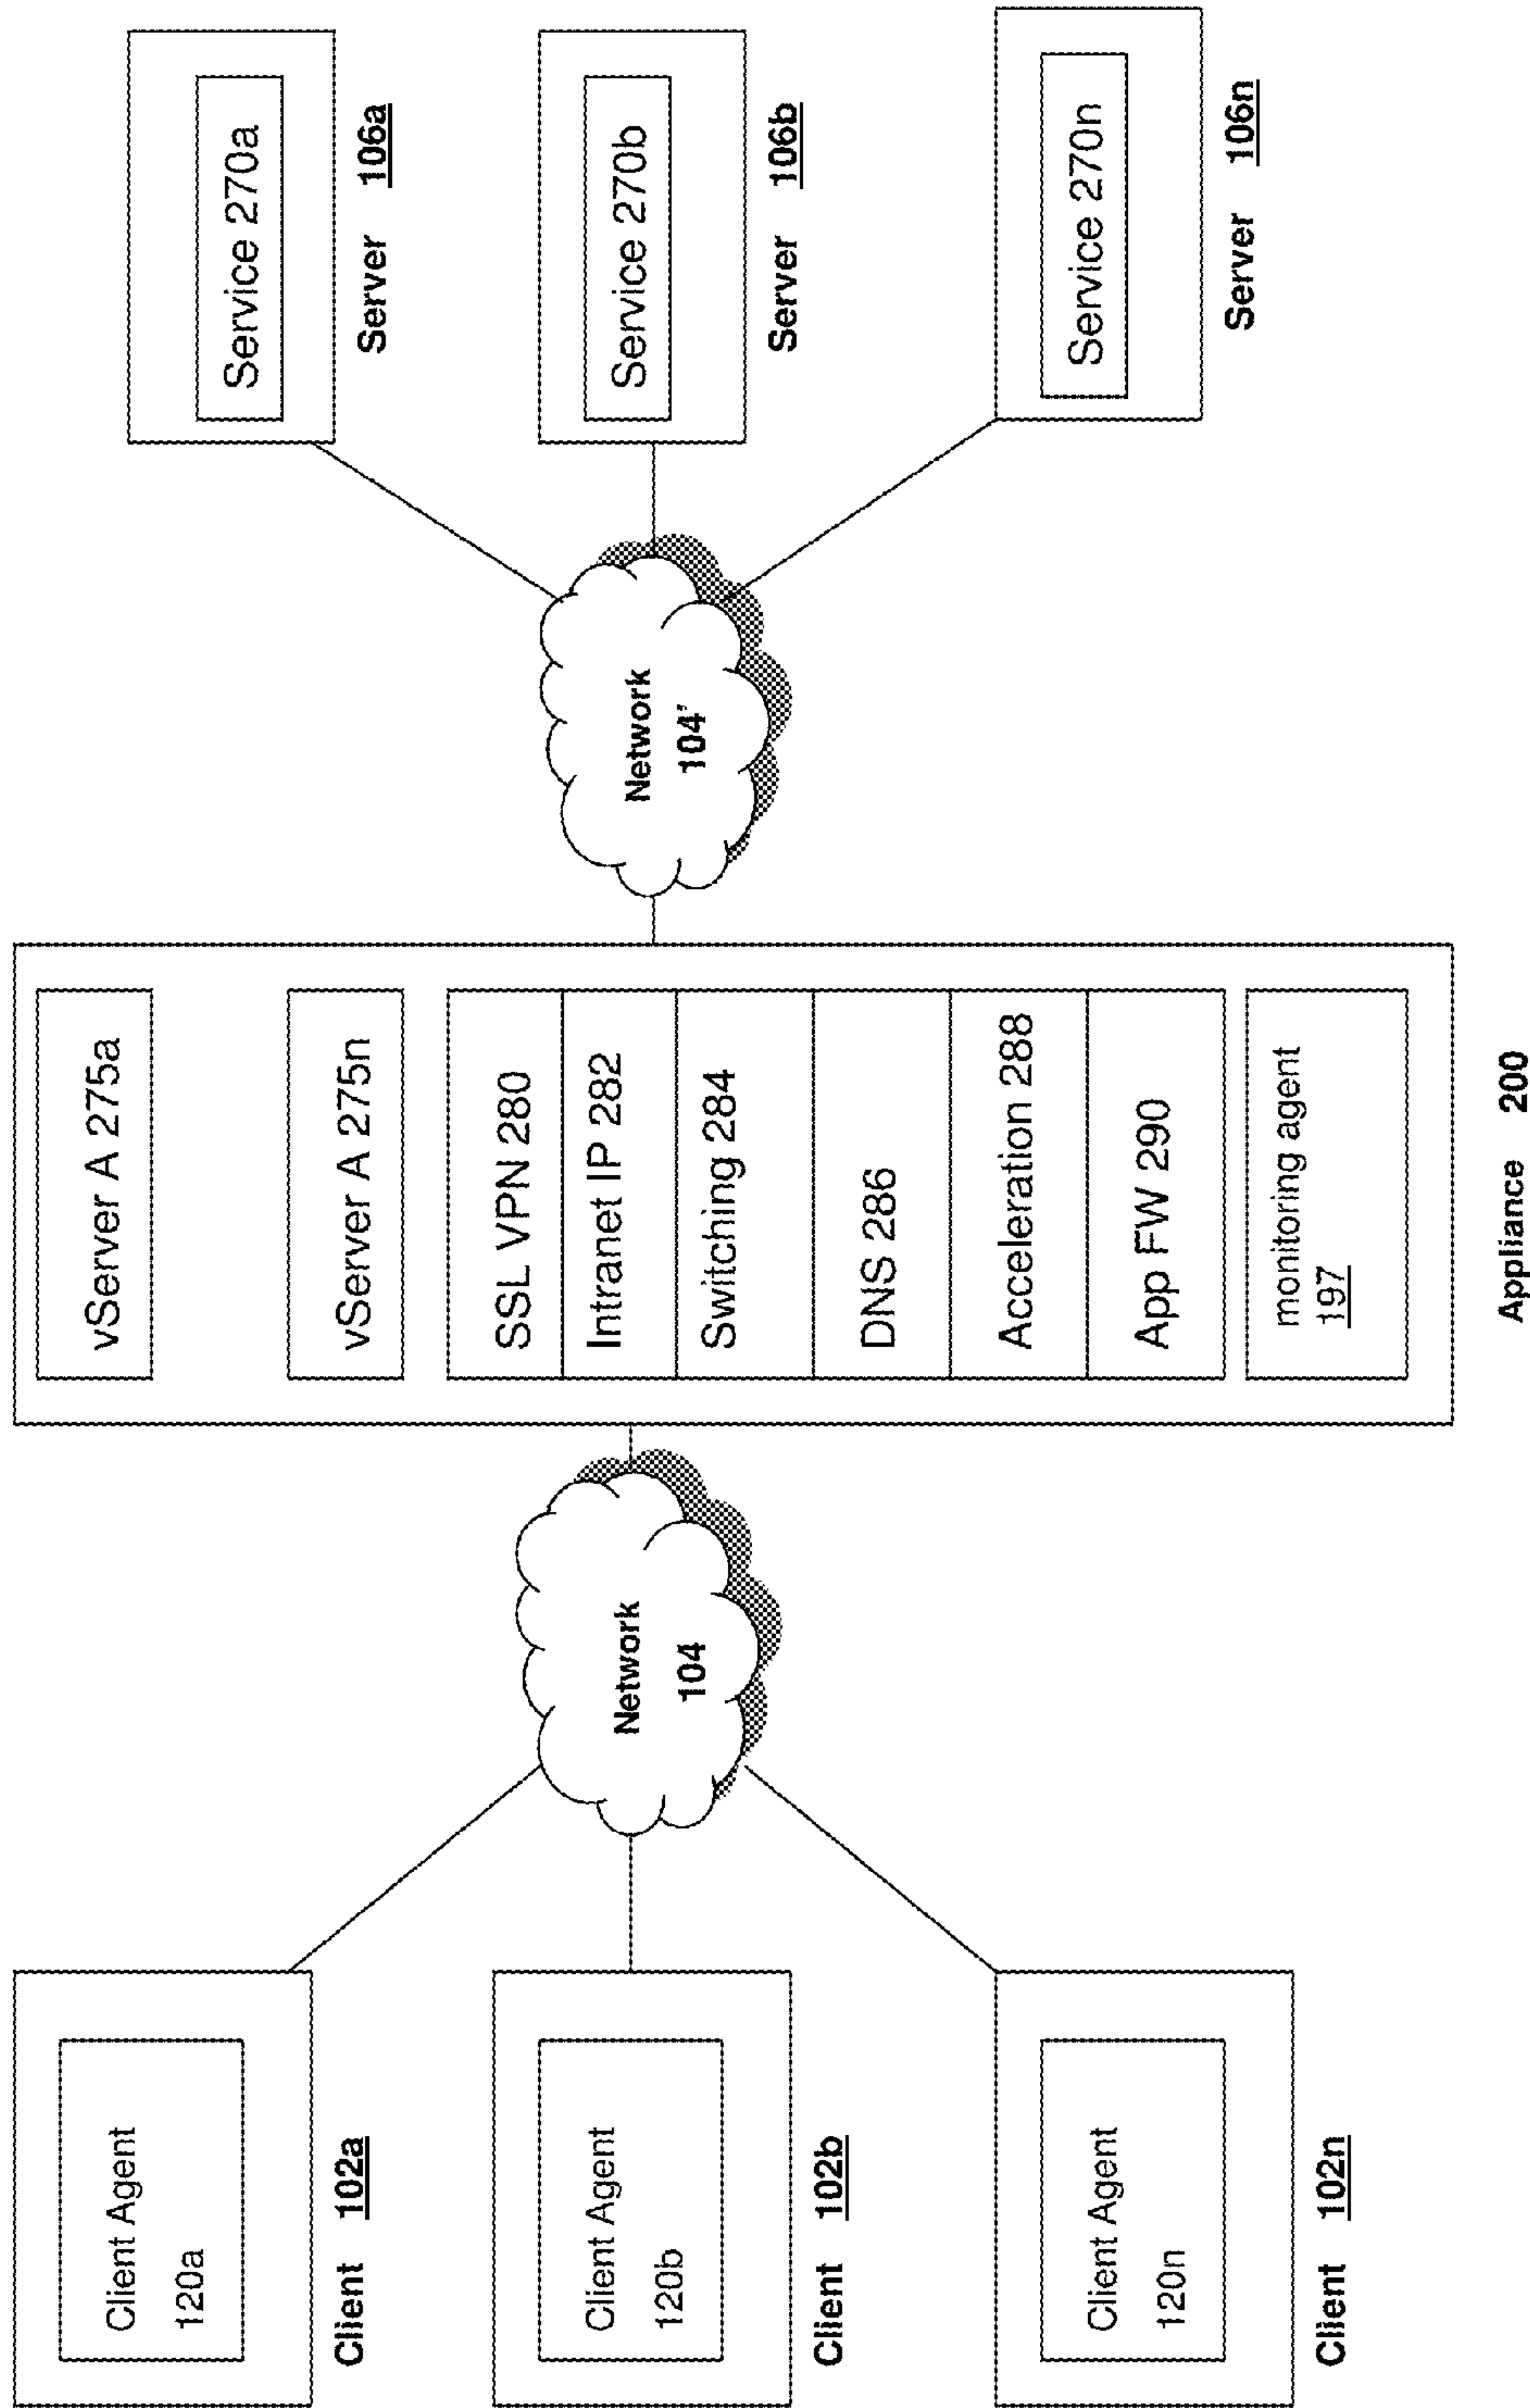 Client Agent
120a
Client 102a
Client Agent
120b
Client 102b
Client Agent
120n
Client 102n
Network
104
vServer A 275a
vServer A 275n
SSL VPN 280
Intranet IP 282
Switching 284
DNS 286
Acceleration 288
App FW 290
monitoring agent
197
Appliance 200
Network
104'
Service 270a
Server 106a
Service 270b
Server 106b
Service 270n
Server 106n